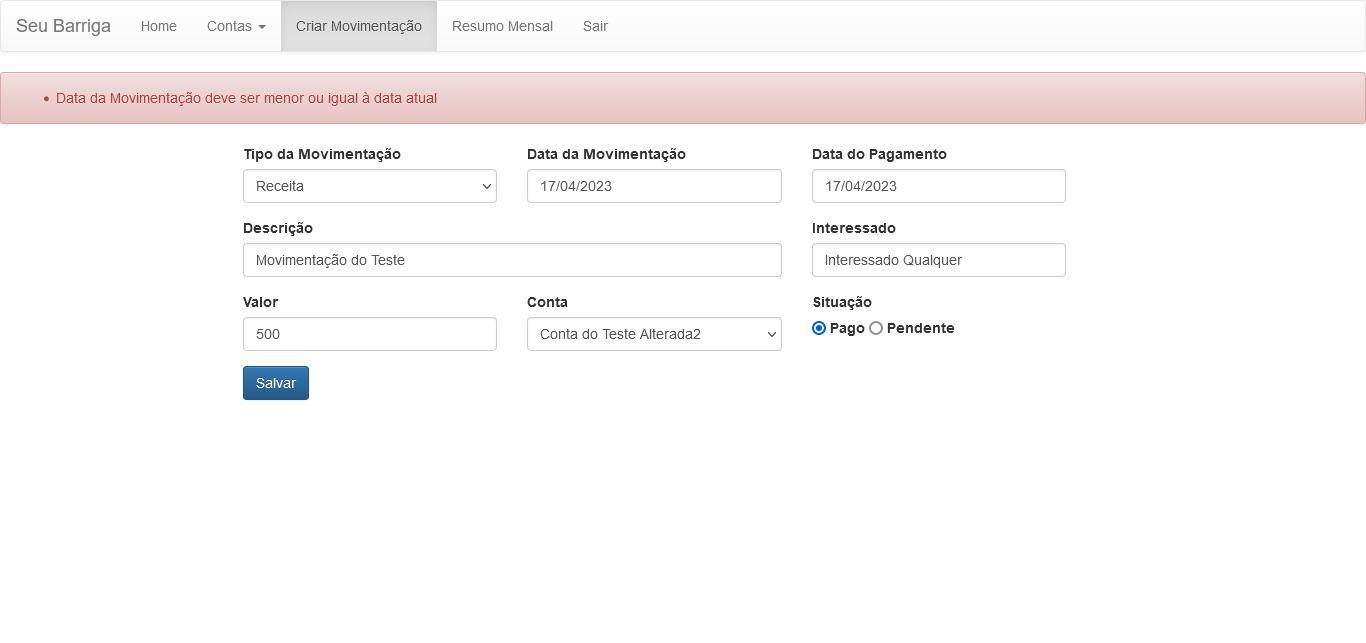 Seu Barriga Home Contas Criar Movimentação Resumo Mensal Sair
Data da Movimentação deve ser menor ou igual à data atual
Tipo da Movimentação Data da Movimentação Data do Pagamento
Receita 17/04/2023 17/04/2023
Descrição Interessado
Movimentação do Teste Interessado Qualquer
Valor Conta Situação
500 Conta do Teste Alterada2 Pago Pendente
Salvar